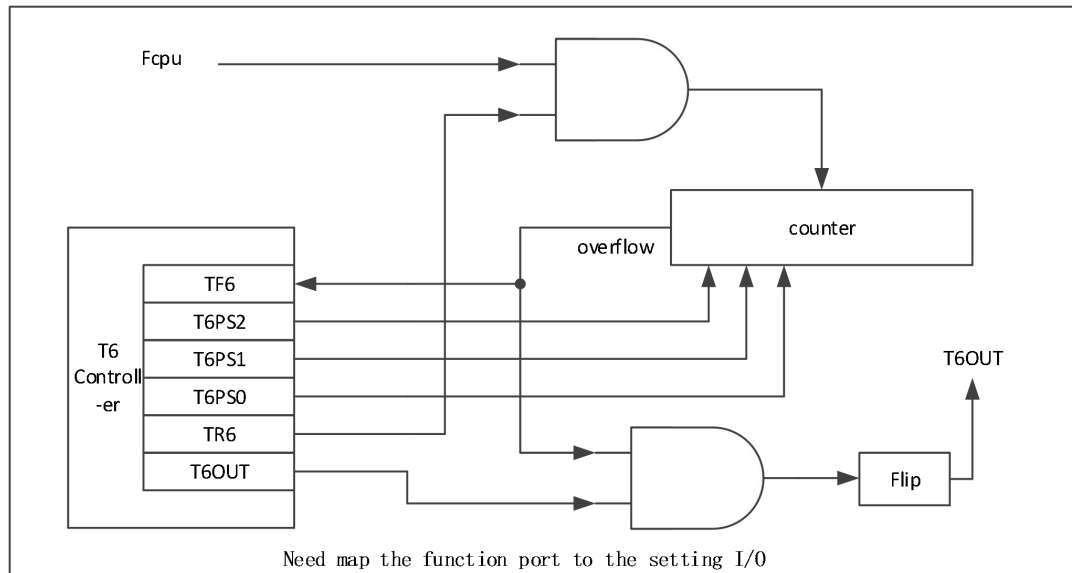 Fcpu
counter
overflow
TF6
T6PS2
T6PS1
T6PS0
TR6
T6OUT
T6
Controll
-er
T6OUT
Flip
Need map the function port to the setting I/O